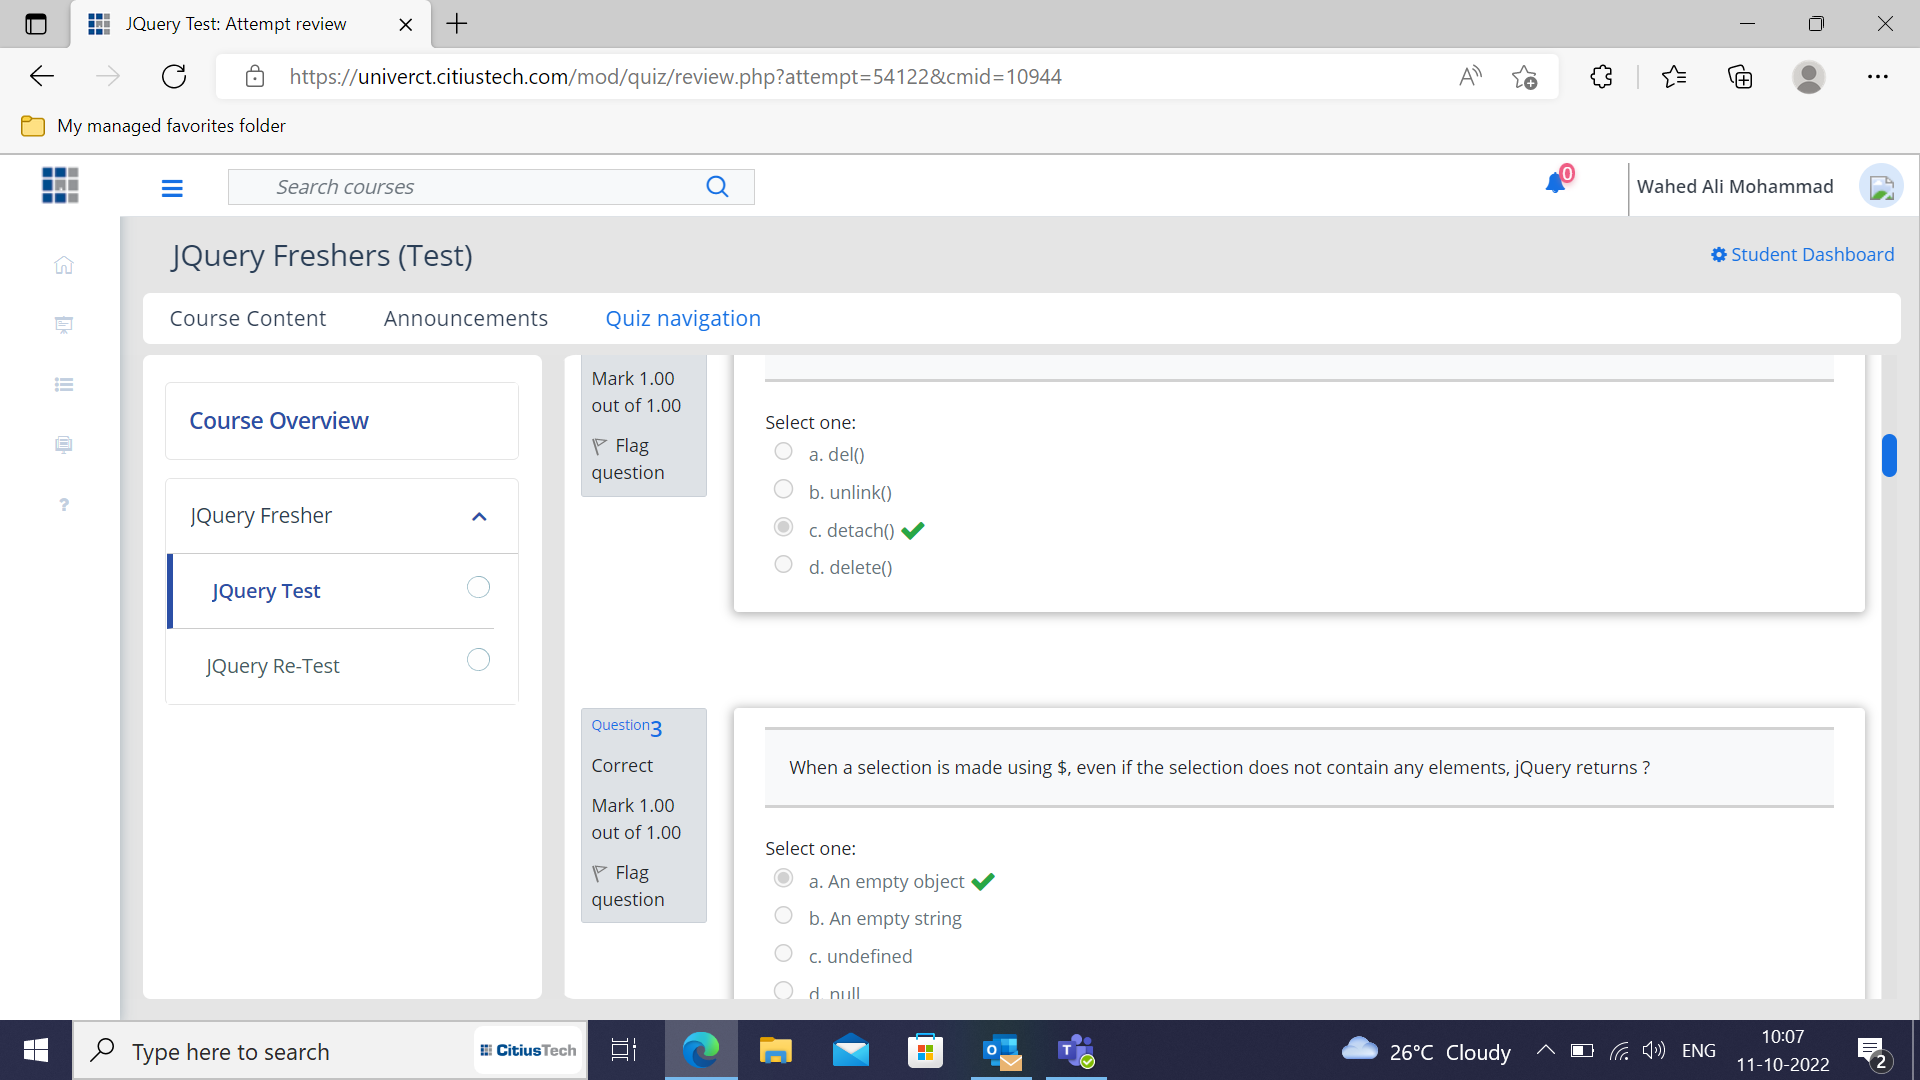 JQuery Test: Attempt review
https://univerct.citiustech.com/mod/quiz/review.php?attempt=54122&cmid=10944
My managed favorites folder
Search courses
0
Wahed Ali Mohammad
JQuery Freshers (Test)
Student Dashboard
Course Content
Announcements
Quiz navigation
Course Overview
JQuery Fresher
JQuery Test
JQuery Re-Test
Mark 1.00
out of 1.00
Flag
question
Select one:
a. del()
b. unlink()
c. detach()
d. delete()
Question 3
Correct
Mark 1.00
out of 1.00
Flag
question
When a selection is made using $, even if the selection does not contain any elements, jQuery returns ?
Select one:
a. An empty object
b. An empty string
c. undefined
d. null
Type here to search
CitiusTech
26°C Cloudy
ENG
10:07
11-10-2022
2